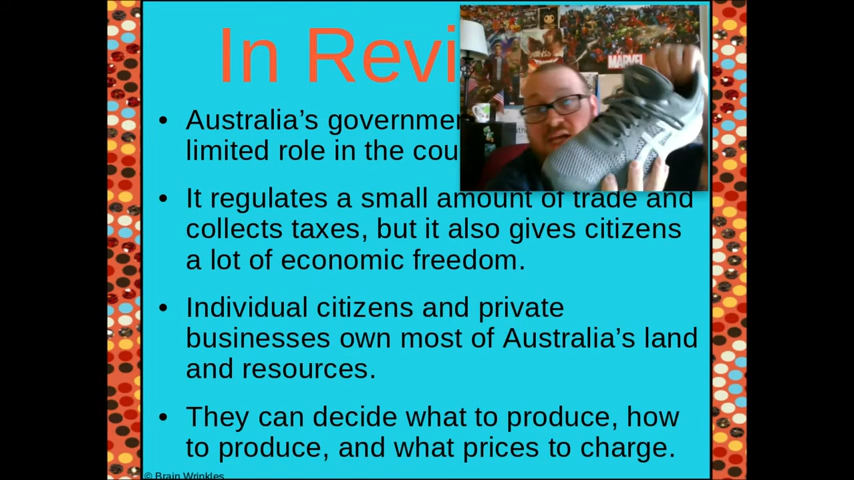 In Revi
MARVEL
• Australia’s governmen
limited role in the cou
• It regulates a small amount of trade and
collects taxes, but it also gives citizens
a lot of economic freedom.
• Individual citizens and private
businesses own most of Australia’s land
and resources.
• They can decide what to produce, how
to produce, and what prices to charge.
© Brain Wrinkles